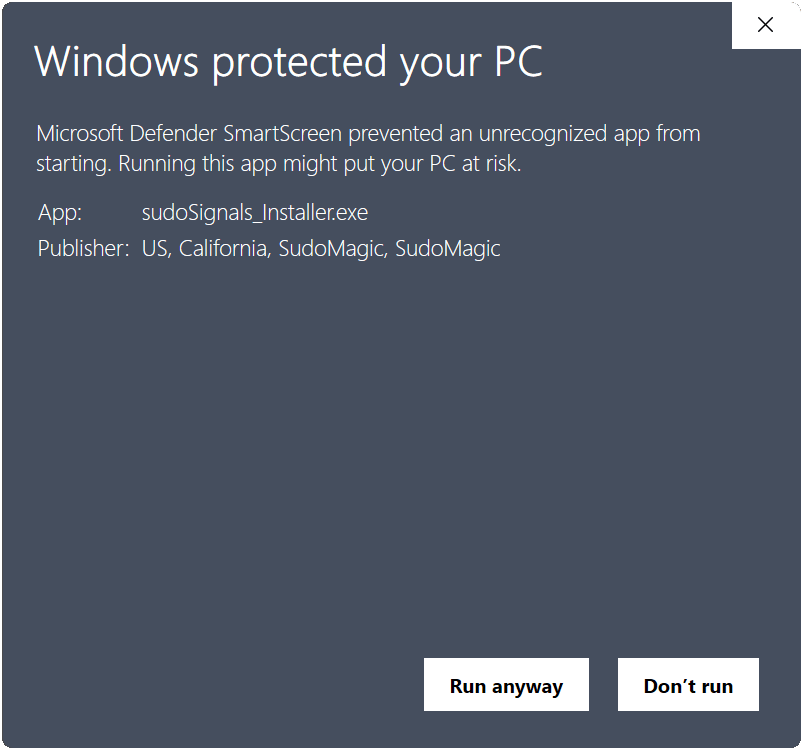 Windows protected your PC
Microsoft Defender SmartScreen prevented an unrecognized app from
starting. Running this app might put your PC at risk.
App: sudoSignals_Installer.exe
Publisher: US, California, SudoMagic, SudoMagic
Run anyway Don’t run